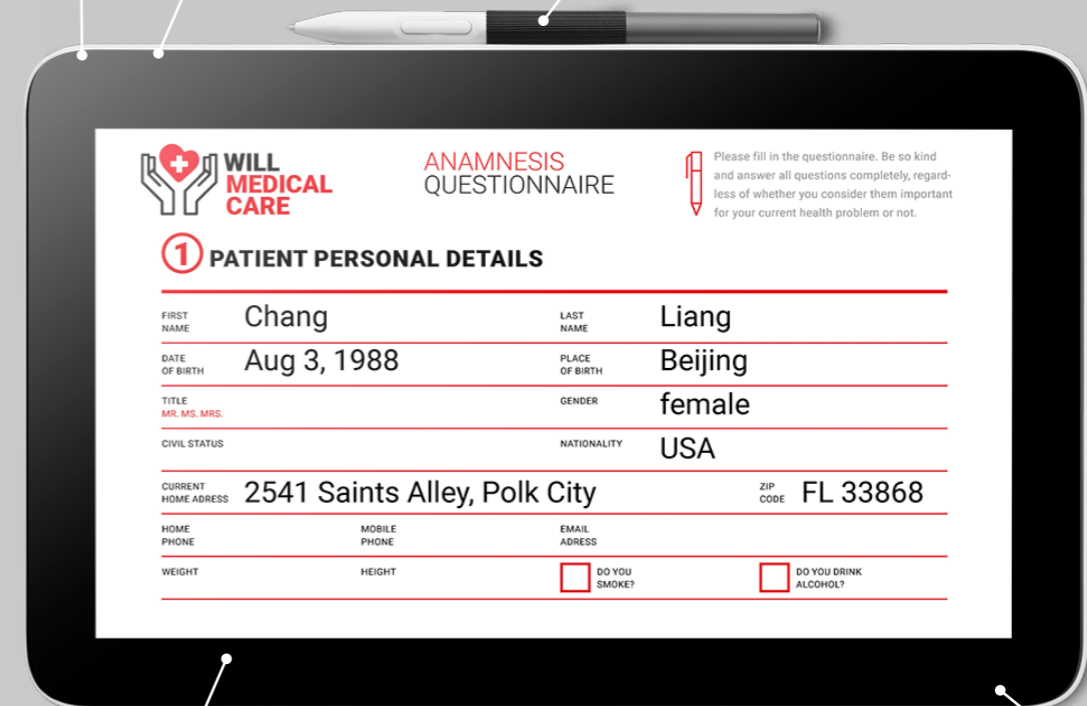 WILL
MEDICAL
CARE
ANAMNESIS
QUESTIONNAIRE
Please fill in the questionnaire. Be so kind
and answer all questions completely, regard-
less of whether you consider them important
for your current health problem or not.
1 PATIENT PERSONAL DETAILS
FIRST
NAME
Chang
LAST
NAME
Liang
DATE
OF BIRTH
Aug 3, 1988
PLACE
OF BIRTH
Beijing
TITLE
MR. MS. MRS.
GENDER
female
CIVIL STATUS
NATIONALITY
USA
CURRENT
HOME ADRESS
2541 Saints Alley, Polk City
ZIP
CODE
FL 33868
HOME
PHONE
MOBILE
PHONE
EMAIL
ADRESS
WEIGHT
HEIGHT
DO YOU
SMOKE?
DO YOU DRINK
ALCOHOL?